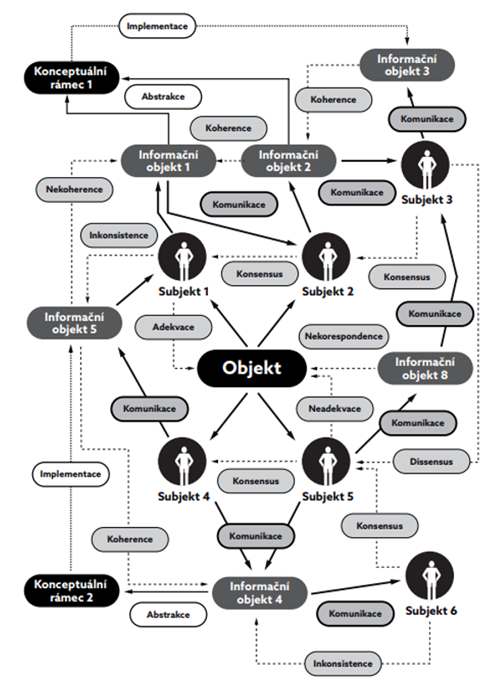 Implementace
Konceptuální
rámec 1
Informační
objekt 3
Abstrakce
Koherence
Komunikace
Koherence
Informační
objekt 1
Informační
objekt 2
Nekoherence
Komunikace
Subjekt 3
Komunikace
Inkonsistence
Konsensus
Konsensus
Subjekt 1
Subjekt 2
Komunikace
Informační
objekt 5
Adekvace
Nekorespondence
Objekt
Informační
objekt 8
Komunikace
Neadekvace
Komunikace
Implementace
Konsensus
Dissensus
Subjekt 4
Subjekt 5
Konsensus
Komunikace
Koherence
Konceptuální
rámec 2
Informační
objekt 4
Abstrakce
Komunikace
Subjekt 6
Inkonsistence